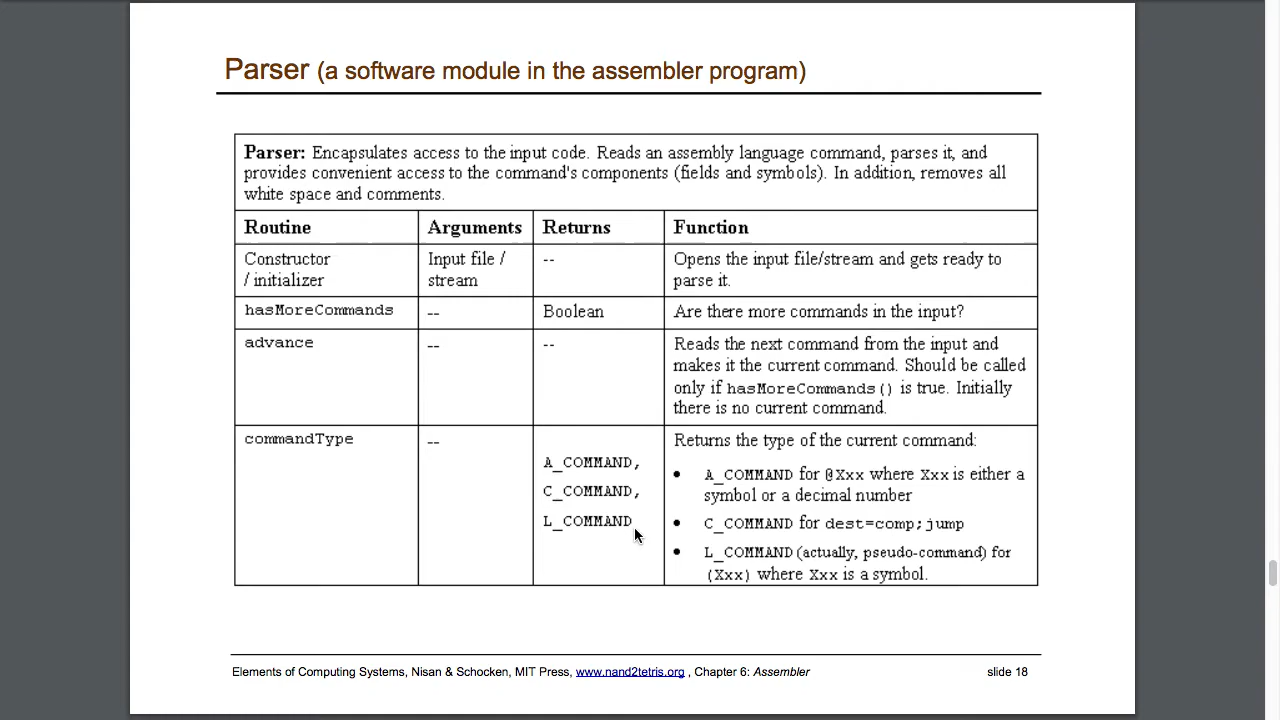 Parser (a software module in the assembler program)
Parser: Encapsulates access to the input code. Reads an assembly language command, parses it, and
provides convenient access to the command's components (fields and symbols). In addition, removes all
white space and comments.
Routine Arguments Returns Function
Constructor
/ initializer
Input file /
stream
--
Opens the input file/stream and gets ready to
parse it.
hasMoreCommands -- Boolean Are there more commands in the input?
advance -- --
Reads the next command from the input and
makes it the current command. Should be called
only if hasMoreCommands() is true. Initially
there is no current command.
commandType --
A_COMMAND,
C_COMMAND,
L_COMMAND
Returns the type of the current command:
• A_COMMAND for @Xxx where Xxx is either a
symbol or a decimal number
• C_COMMAND for dest=comp;jump
• L_COMMAND (actually, pseudo-command) for
(Xxx) where Xxx is a symbol.
Elements of Computing Systems, Nisan & Schocken, MIT Press, www.nand2tetris.org , Chapter 6: Assembler slide 18